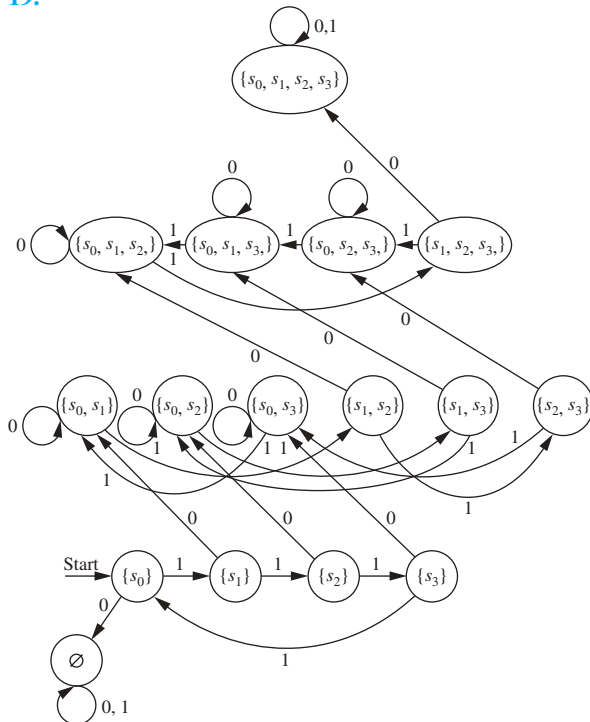 19.
0,1
{s₀, s₁, s₂, s₃}
0
0
0
0
{s₀, s₁, s₂,}
1
{s₀, s₁, s₃,}
1
{s₀, s₂, s₃,}
1
{s₁, s₂, s₃,}
1
0
0
0
0
{s₀, s₁}
0
{s₀, s₂}
0
{s₀, s₃}
{s₁, s₂}
{s₁, s₃}
{s₂, s₃}
1
1
1
1
1
1
1
0
0
0
Start
{s₀}
1
{s₁}
1
{s₂}
1
{s₃}
0
1
∅
0, 1